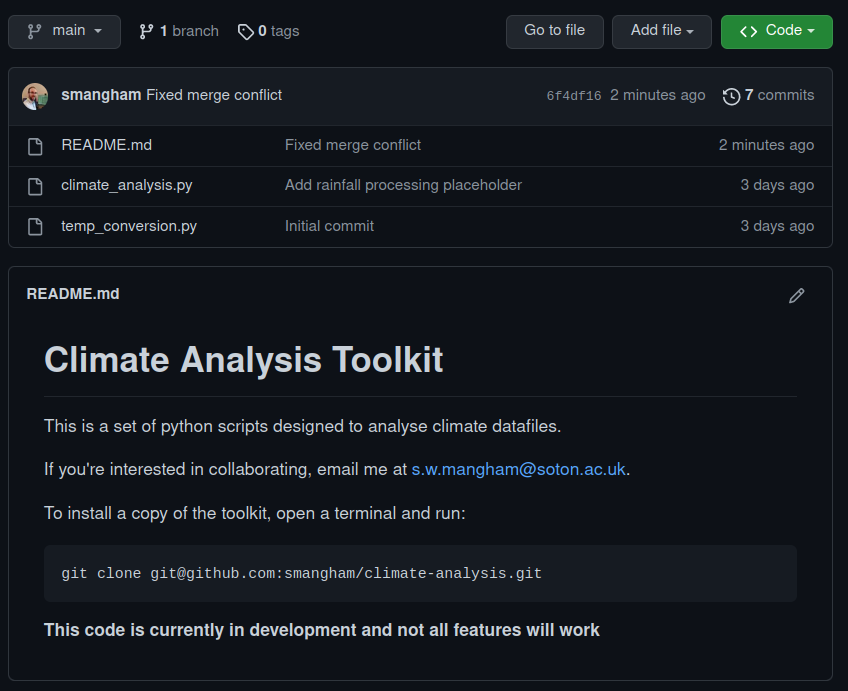 main 1 branch 0 tags Go to file Add file Code
smangham Fixed merge conflict 6f4df16 2 minutes ago 7 commits
README.md Fixed merge conflict 2 minutes ago
climate_analysis.py Add rainfall processing placeholder 3 days ago
temp_conversion.py Initial commit 3 days ago
README.md
Climate Analysis Toolkit
This is a set of python scripts designed to analyse climate datafiles.
If you're interested in collaborating, email me at s.w.mangham@soton.ac.uk.
To install a copy of the toolkit, open a terminal and run:
git clone git@github.com:smangham/climate-analysis.git
This code is currently in development and not all features will work